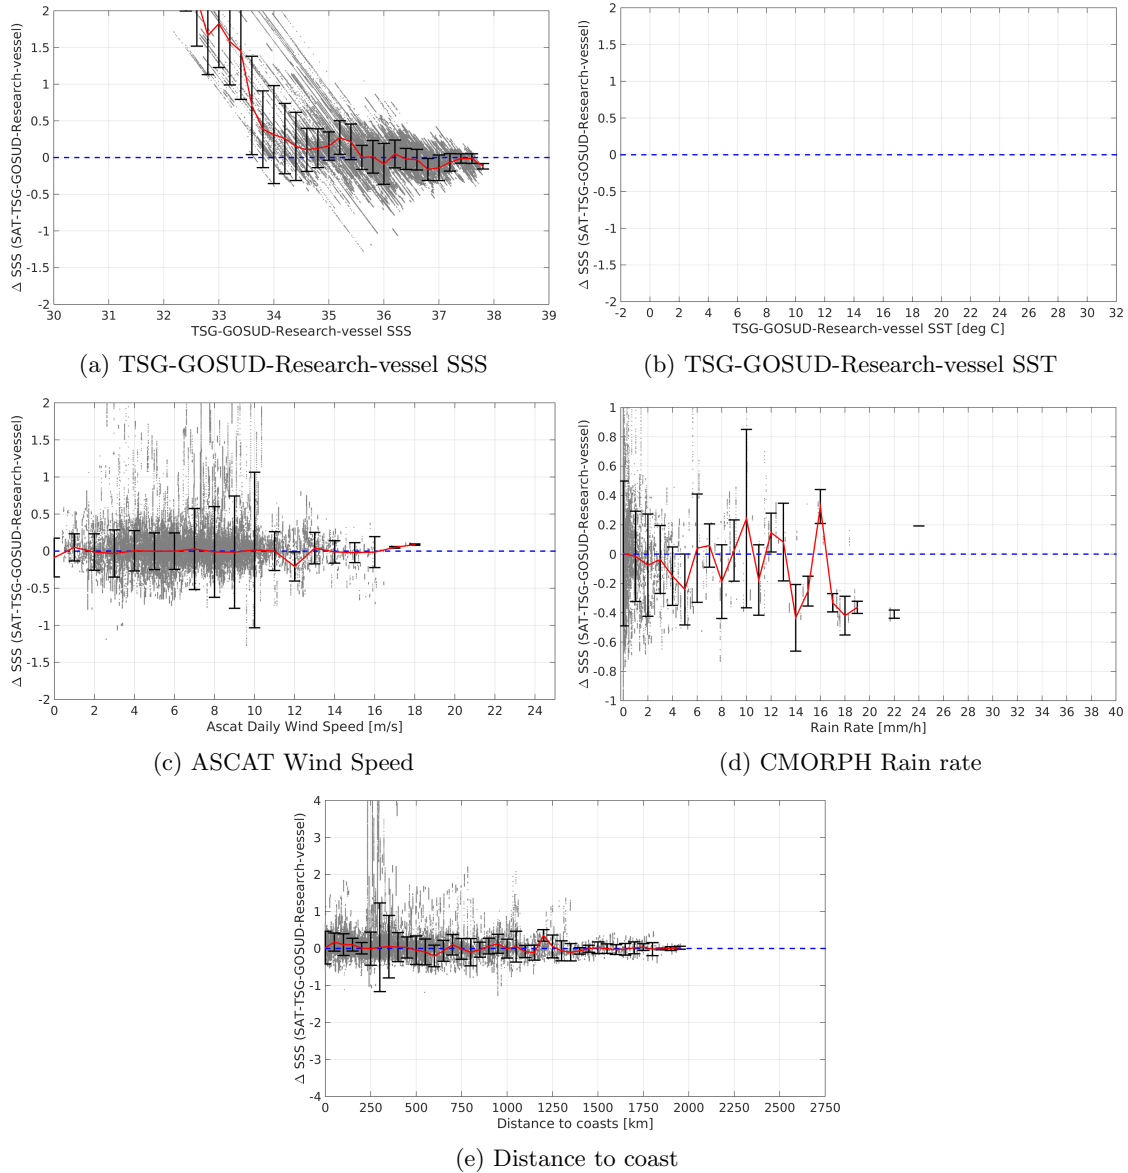 2
1.5
1
0.5
0
-0.5
-1
-1.5
-2
Δ SSS (SAT-TSG-GOSUD-Research-vessel)
30 31 32 33 34 35 36 37 38 39
TSG-GOSUD-Research-vessel SSS
(a) TSG-GOSUD-Research-vessel SSS
2
1.5
1
0.5
0
-0.5
-1
-1.5
-2
Δ SSS (SAT-TSG-GOSUD-Research-vessel)
-2 0 2 4 6 8 10 12 14 16 18 20 22 24 26 28 30 32
TSG-GOSUD-Research-vessel SST [deg C]
(b) TSG-GOSUD-Research-vessel SST
2
1.5
1
0.5
0
-0.5
-1
-1.5
-2
Δ SSS (SAT-TSG-GOSUD-Research-vessel)
0 2 4 6 8 10 12 14 16 18 20 22 24
Ascat Daily Wind Speed [m/s]
(c) ASCAT Wind Speed
1
0.8
0.6
0.4
0.2
0
-0.2
-0.4
-0.6
-0.8
-1
Δ SSS (SAT-TSG-GOSUD-Research-vessel)
0 2 4 6 8 10 12 14 16 18 20 22 24 26 28 30 32 34 36 38 40
Rain Rate [mm/h]
(d) CMORPH Rain rate
4
3
2
1
0
-1
-2
-3
-4
Δ SSS (SAT-TSG-GOSUD-Research-vessel)
0 250 500 750 1000 1250 1500 1750 2000 2250 2500 2750
Distance to coasts [km]
(e) Distance to coast